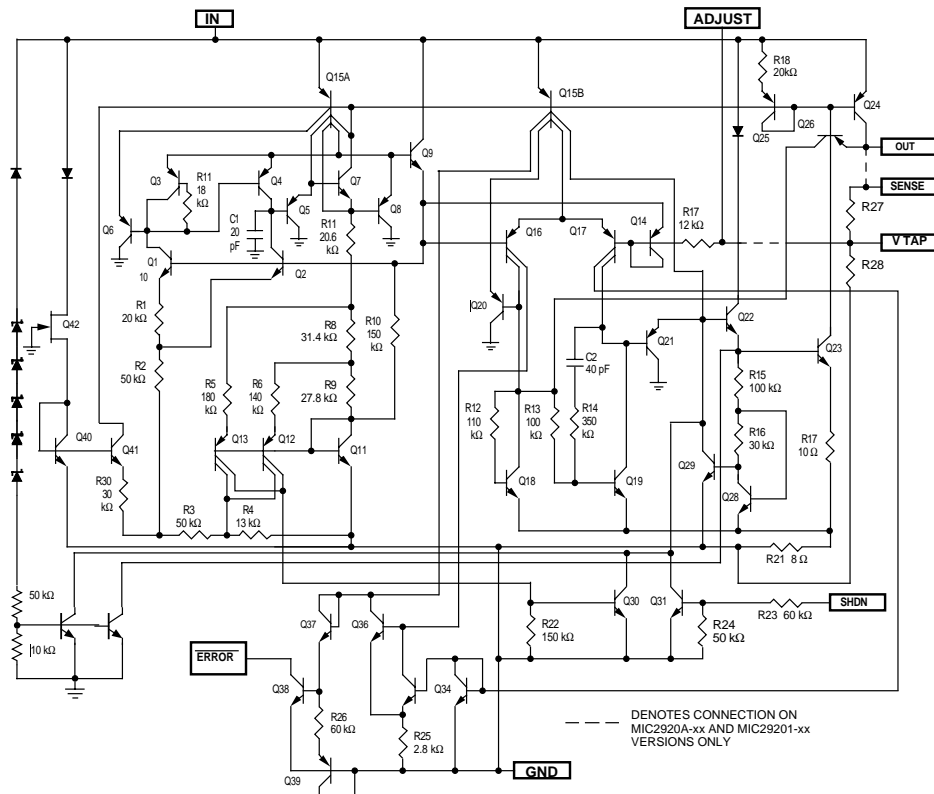 IN
ADJUST
Q15A
Q15B
R18
20kΩ
Q24
Q26
Q25
OUT
SENSE
R27
V TAP
R28
Q3
R11
18
kΩ
Q4
Q9
Q7
Q5
Q8
C1
20
pF
R11
20.6
kΩ
Q6
Q1
10
Q2
Q16
Q17
Q14
R17
12 kΩ
R1
20 kΩ
R2
50 kΩ
Q42
R8
31.4 kΩ
R10
150
kΩ
R9
27.8 kΩ
R5
180
kΩ
R6
140
kΩ
Q20
C2
40 pF
Q21
Q22
Q23
R15
100 kΩ
R16
30 kΩ
R17
10 Ω
R12
110
kΩ
R13
100
kΩ
R14
350
kΩ
Q40
Q41
Q13
Q12
Q11
Q18
Q19
Q29
Q28
R30
30
kΩ
R3
50 kΩ
R4
13 kΩ
R21 8 Ω
50 kΩ
10 kΩ
Q37
Q36
R22
150 kΩ
Q30
Q31
R24
50 kΩ
R23 60 kΩ
SHDN
ERROR
Q38
Q34
R26
60 kΩ
R25
2.8 kΩ
Q39
GND
DENOTES CONNECTION ON
MIC2920A-xx AND MIC29201-xx
VERSIONS ONLY